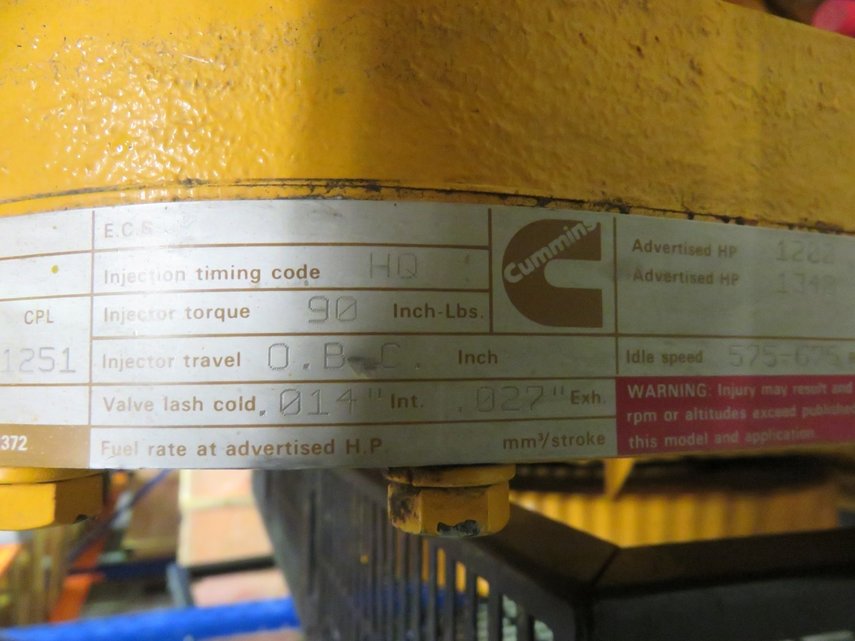 E.C.S.
Injection timing code HQ
CPL
Injector torque 90 Inch-Lbs.
1251
Injector travel O.B.C. Inch
Valve lash cold .014" Int. .027" Exh.
372
Fuel rate at advertised H.P. mm³/stroke
Cummins
Advertised HP
Advertised HP
Idle speed 575-675
WARNING: Injury may result and
rpm or altitudes exceed published
this model and application.